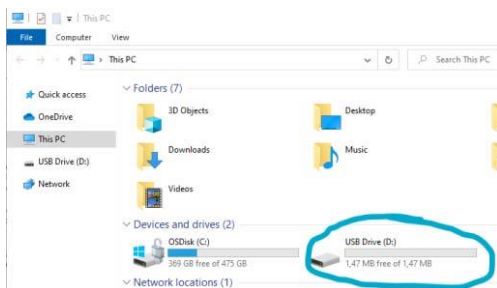 This PC
File Computer View
This PC Search This PC
Folders (7)
Quick access
OneDrive
This PC
USB Drive (D:)
Network
3D Objects Desktop
Downloads Music
Videos
Devices and drives (2)
OSDisk (C:) USB Drive (D:)
369 GB free of 475 GB 1,47 MB free of 1,47 MB
Network locations (1)